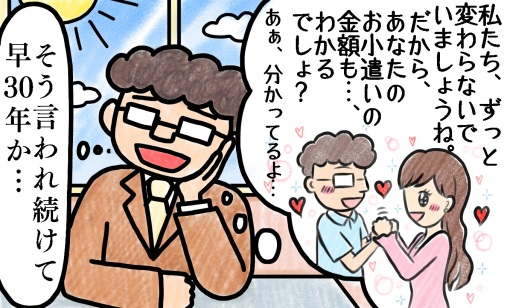 私たち、ずっと
変わらないで
いましょうね。
だから、
あなたの
お小遣いの
金額も…、
わかる
でしょ？
あぁ、分かってるよ…
そう言われ続けて
早30年か…